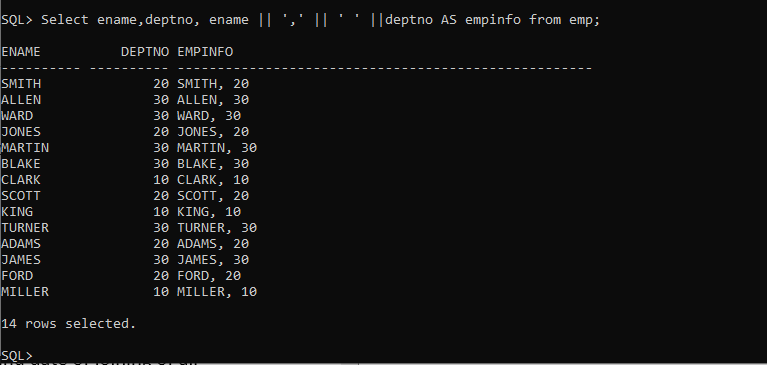 SQL> Select ename,deptno, ename || ',' || ' ' ||deptno AS empinfo from emp;
ENAME          DEPTNO EMPINFO
---------- ---------- ----------------------------------------------------
SMITH              20 SMITH, 20
ALLEN              30 ALLEN, 30
WARD               30 WARD, 30
JONES              20 JONES, 20
MARTIN             30 MARTIN, 30
BLAKE              30 BLAKE, 30
CLARK              10 CLARK, 10
SCOTT              20 SCOTT, 20
KING               10 KING, 10
TURNER             30 TURNER, 30
ADAMS              20 ADAMS, 20
JAMES              30 JAMES, 30
FORD               20 FORD, 20
MILLER             10 MILLER, 10
14 rows selected.
SQL>